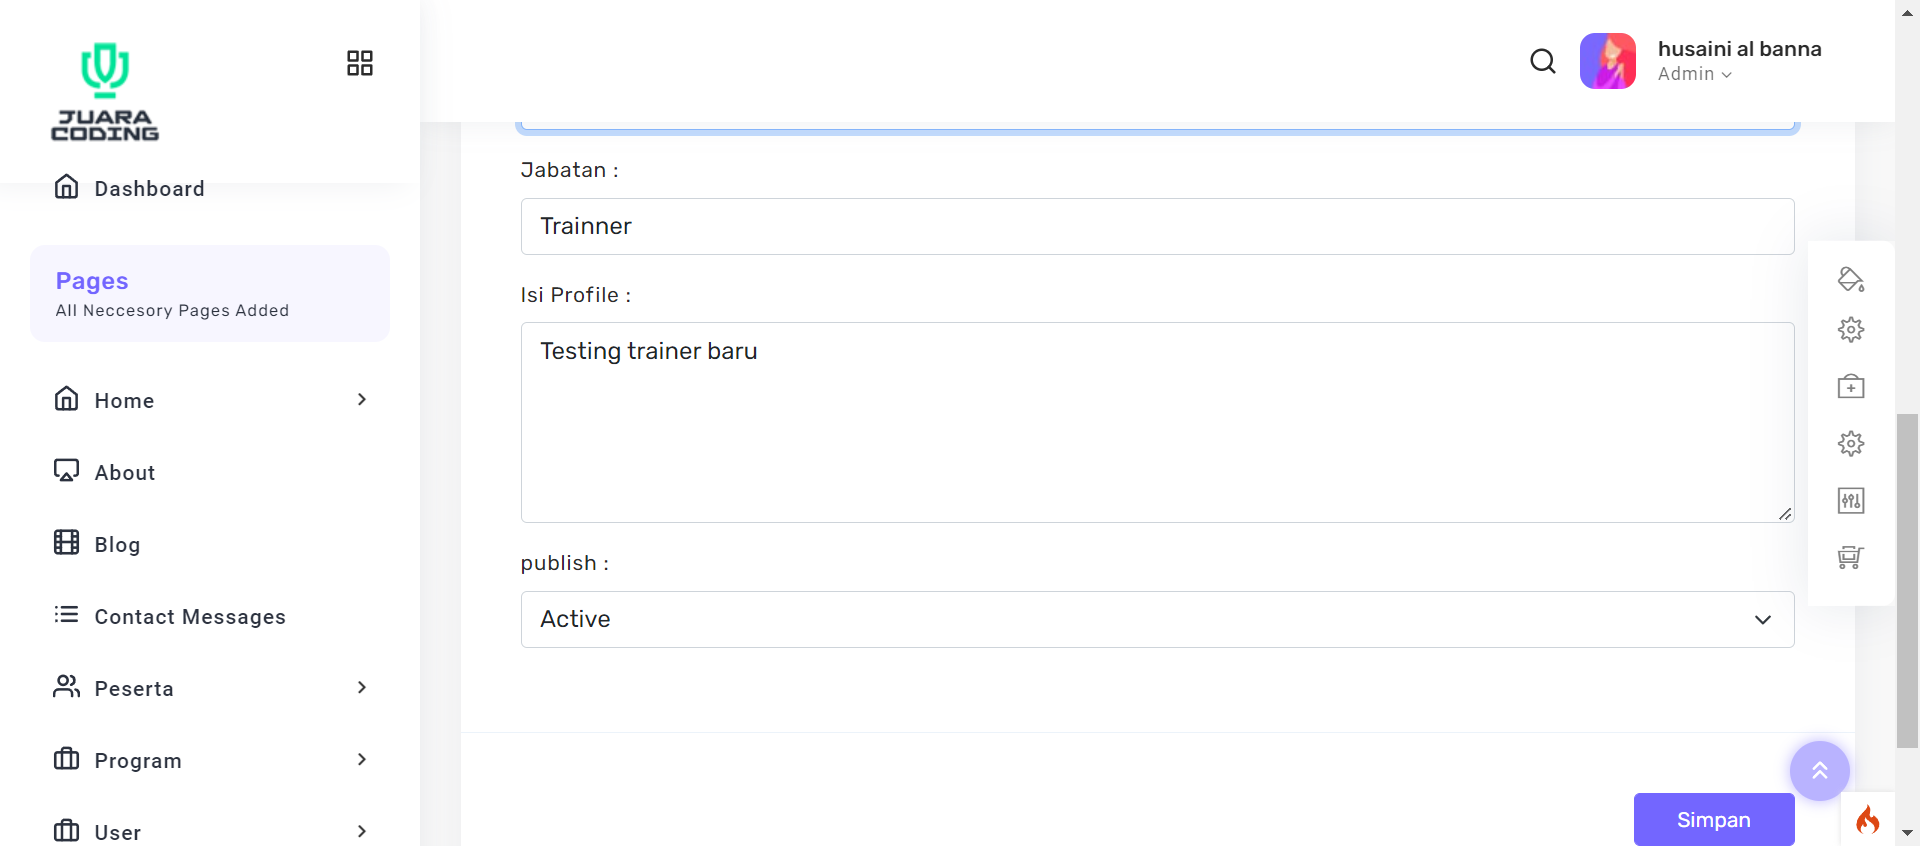 JUARA
CODING
husaini al banna
Admin
Dashboard
Pages
All Neccesory Pages Added
Home
About
Blog
Contact Messages
Peserta
Program
User
Jabatan :
Trainner
Isi Profile :
Testing trainer baru
publish :
Active
Simpan